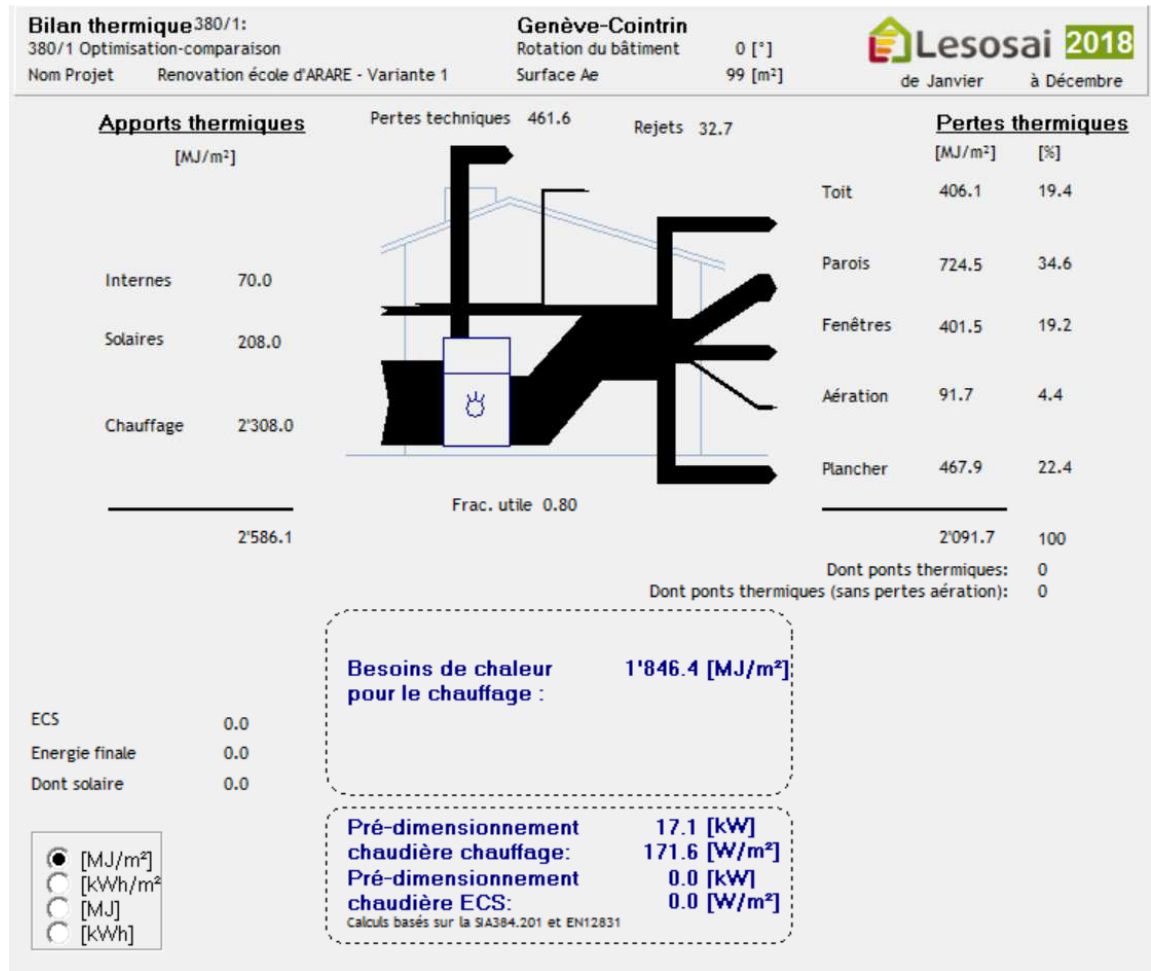 Bilan thermique 380/1: Genève-Cointrin
380/1 Optimisation-comparaison Rotation du bâtiment 0 [°]
Lesosai 2018
Nom Projet Renovation école d'ARARE - Variante 1 Surface Ae 99 [m²]
de Janvier à Décembre
Apports thermiques Pertes techniques 461.6 Rejets 32.7 Pertes thermiques
[MJ/m²] [MJ/m²] [%]
Toit 406.1 19.4
Parois 724.5 34.6
Internes 70.0
Fenêtres 401.5 19.2
Solaires 208.0
Aération 91.7 4.4
Chauffage 2'308.0
Plancher 467.9 22.4
Frac. utile 0.80
2'586.1 2'091.7 100
Dont ponts thermiques: 0
Dont ponts thermiques (sans pertes aération): 0
Besoins de chaleur 1'846.4 [MJ/m²]
pour le chauffage :
ECS 0.0
Energie finale 0.0
Dont solaire 0.0
Pré-dimensionnement 17.1 [kW]
chaudière chauffage: 171.6 [W/m²]
Pré-dimensionnement 0.0 [kW]
chaudière ECS: 0.0 [W/m²]
Calculs basés sur la SIA384.201 et EN12831
[MJ/m²]
[kWh/m²
[MJ]
[kWh]